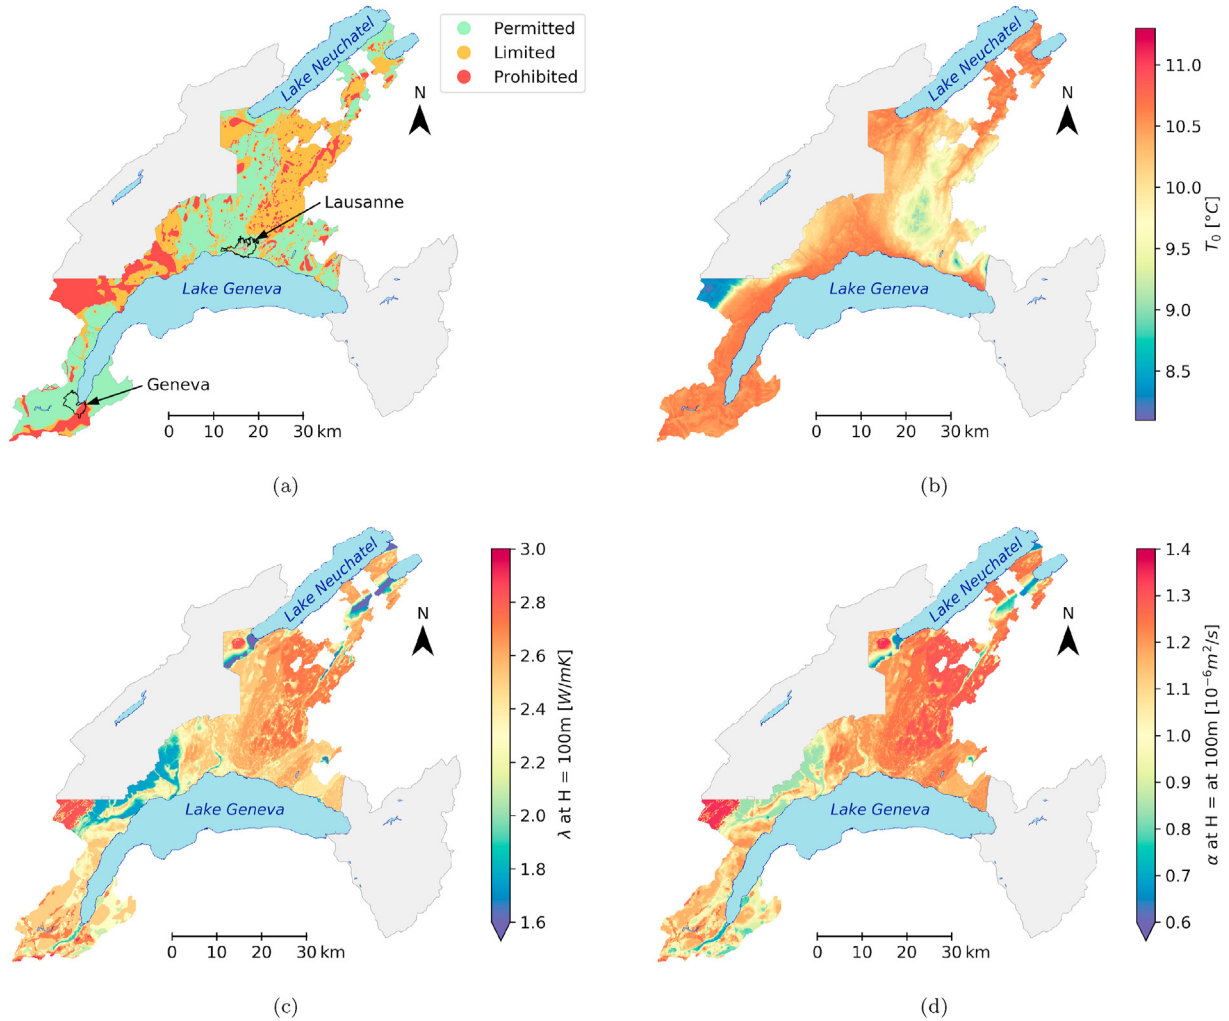 Permitted
Limited
Prohibited
Lake Neuchatel
N
Lausanne
Lake Geneva
Geneva
0 10 20 30 km
(a)
Lake Neuchatel
N
Lake Geneva
0 10 20 30 km
11.0
10.5
10.0
9.5
9.0
8.5
T0 [°C]
(b)
Lake Neuchatel
N
Lake Geneva
0 10 20 30 km
3.0
2.8
2.6
2.4
2.2
2.0
1.8
1.6
λ at H = 100m [W/mK]
(c)
Lake Neuchatel
N
Lake Geneva
0 10 20 30 km
1.4
1.3
1.2
1.1
1.0
0.9
0.8
0.7
0.6
α at H = at 100m [10⁻⁶m²/s]
(d)